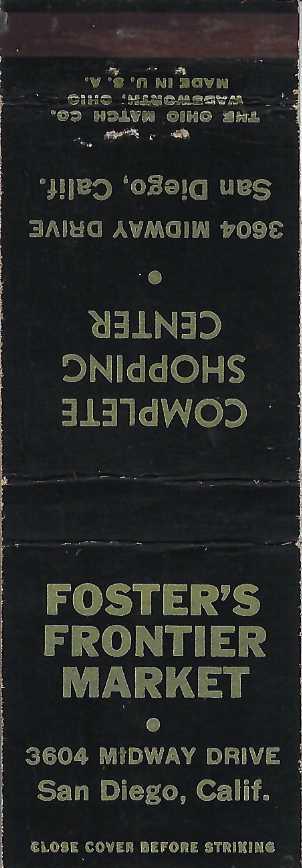 FOSTER'S
FRONTIER
MARKET
•
3604 MIDWAY DRIVE
San Diego, Calif.
CLOSE COVER BEFORE STRIKING
COMPLETE
SHOPPING
CENTER
•
3604 MIDWAY DRIVE
San Diego, Calif.
THE OHIO MATCH CO.
WADSWORTH, OHIO
MADE IN U. S. A.